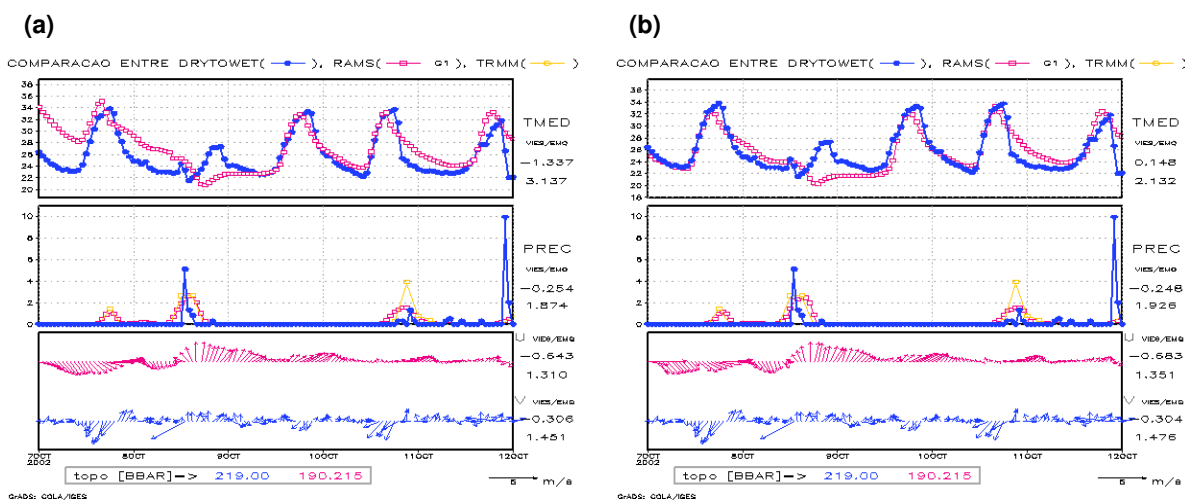 (a)
(b)
COMPARACAO ENTRE DRYTOWET( ), RAMS( G1), TRMM( )
38
36
34
32
30
28
26
24
22
20
TMED
VIES/EMQ
-1.337
3.137
10
8
6
4
2
0
PREC
VIES/EMQ
-0.254
1.874
U VIES/EMQ
-0.643
1.310
V VIES/EMQ
-0.306
1.451
7OCT
2002
8OCT
9OCT
10OCT
11OCT
12OCT
topo [BBAR]-> 219.00 190.215
5 m/s
GrADS: COLA/IGES
COMPARACAO ENTRE DRYTOWET( ), RAMS( G1), TRMM( )
36
34
32
30
28
26
24
22
20
18
TMED
VIES/EMQ
0.148
2.132
10
8
6
4
2
0
PREC
VIES/EMQ
-0.248
1.926
U VIES/EMQ
-0.683
1.351
V VIES/EMQ
-0.304
1.476
7OCT
2002
8OCT
9OCT
10OCT
11OCT
12OCT
topo [BBAR]-> 219.00 190.215
5 m/s
GrADS: COLA/IGES